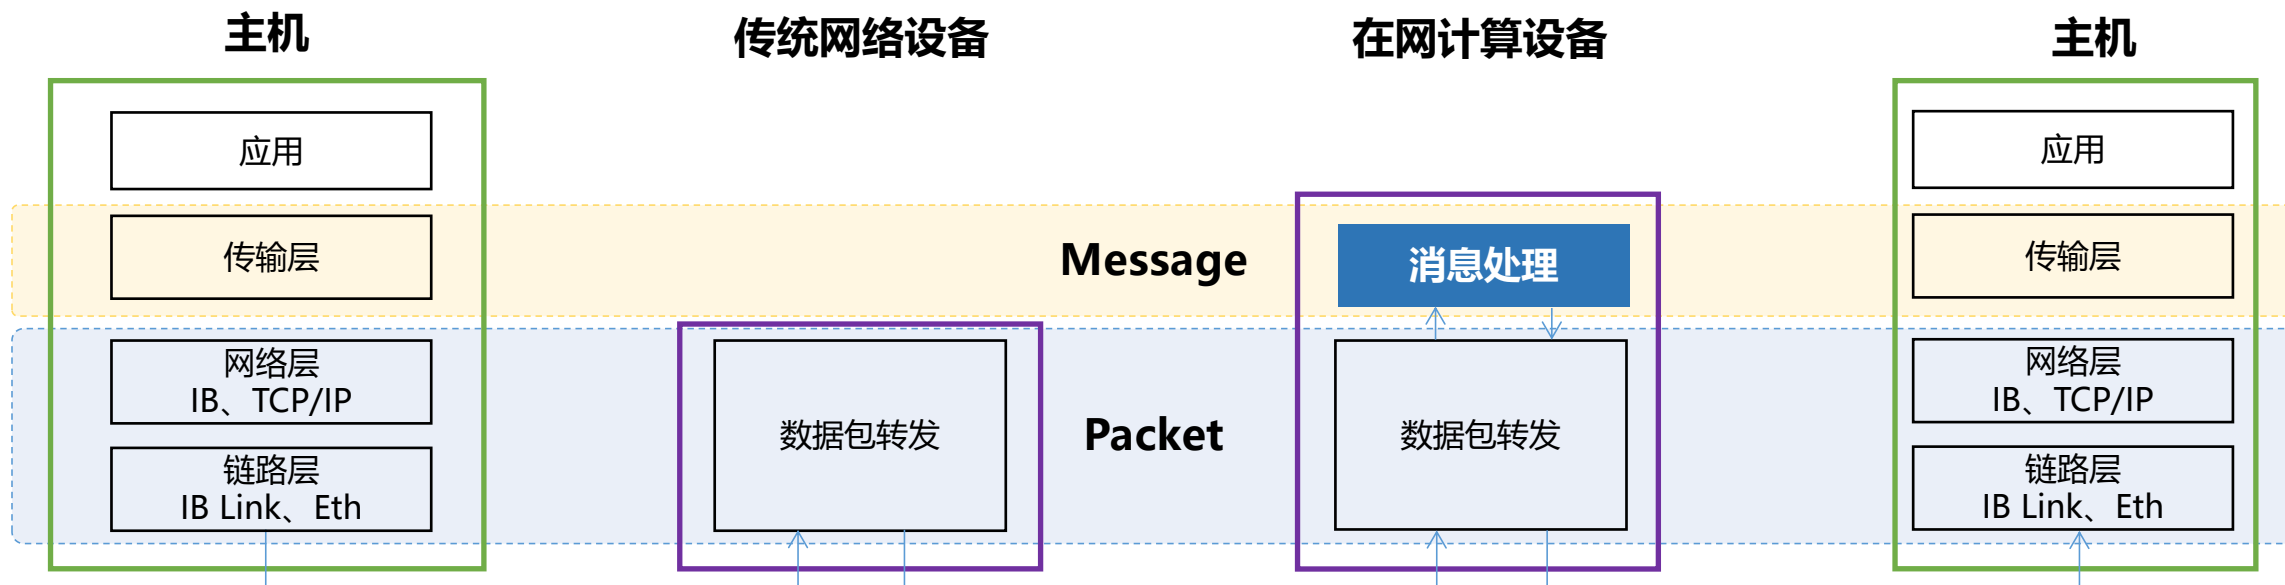 主机
传统网络设备
在网计算设备
主机
应用
应用
传输层
Message
消息处理
传输层
网络层
IB、TCP/IP
数据包转发
Packet
数据包转发
网络层
IB、TCP/IP
链路层
IB Link、Eth
链路层
IB Link、Eth